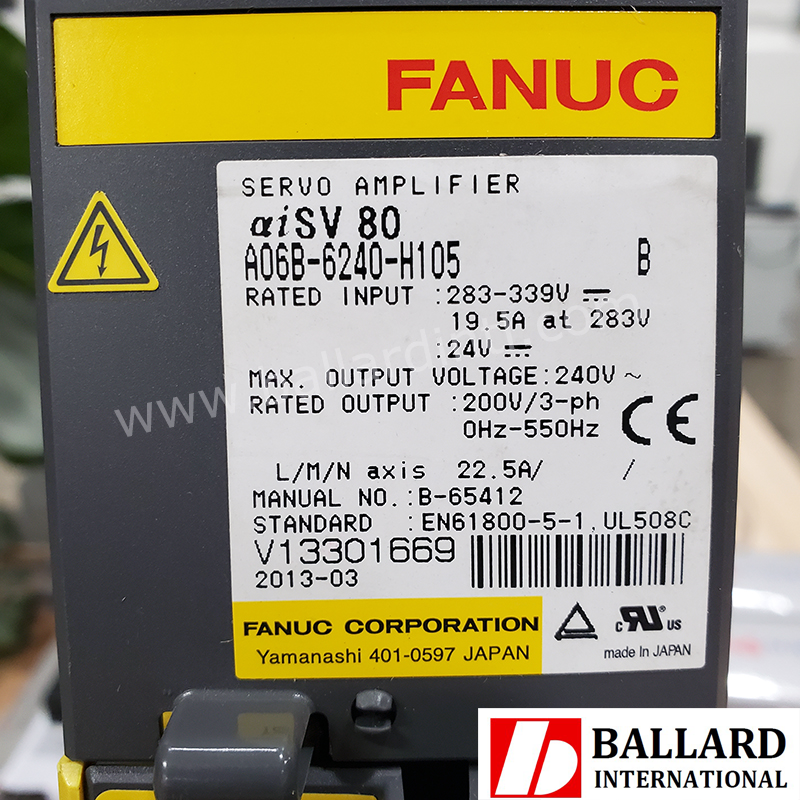 FANUC
SERVO AMPLIFIER
αiSV 80
A06B-6240-H105 B
RATED INPUT :283-339V ⎓
19.5A at 283V
:24V ⎓
MAX. OUTPUT VOLTAGE:240V ~
RATED OUTPUT :200V/3-ph
0Hz-550Hz
CE
L/M/N axis 22.5A/ /
MANUAL NO.:B-65412
STANDARD :EN61800-5-1,UL508C
V13301669
2013-03
FANUC CORPORATION
Yamanashi 401-0597 JAPAN
c RU US
made in JAPAN
BALLARD
INTERNATIONAL